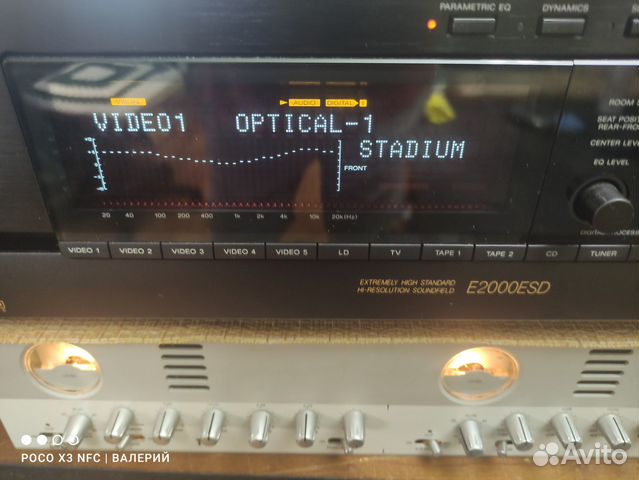 PARAMETRIC EQ
DYNAMICS
VISUAL
AUDIO
DIGITAL
VIDEO1 OPTICAL-1
STADIUM
FRONT
20 40 100 200 400 1k 2k 4k 10k 20k(Hz)
SEAT POSIT
REAR-FRON
CENTER LEVE
EQ LEVEL
VIDEO 1 VIDEO 2 VIDEO 3 VIDEO 4 VIDEO 5 LD TV TAPE 1 TAPE 2 CD TUNER
EXTREMELY HIGH STANDARD
HI-RESOLUTION SOUNDFIELD
E2000ESD
POCO X3 NFC | ВАЛЕРИЙ
Avito